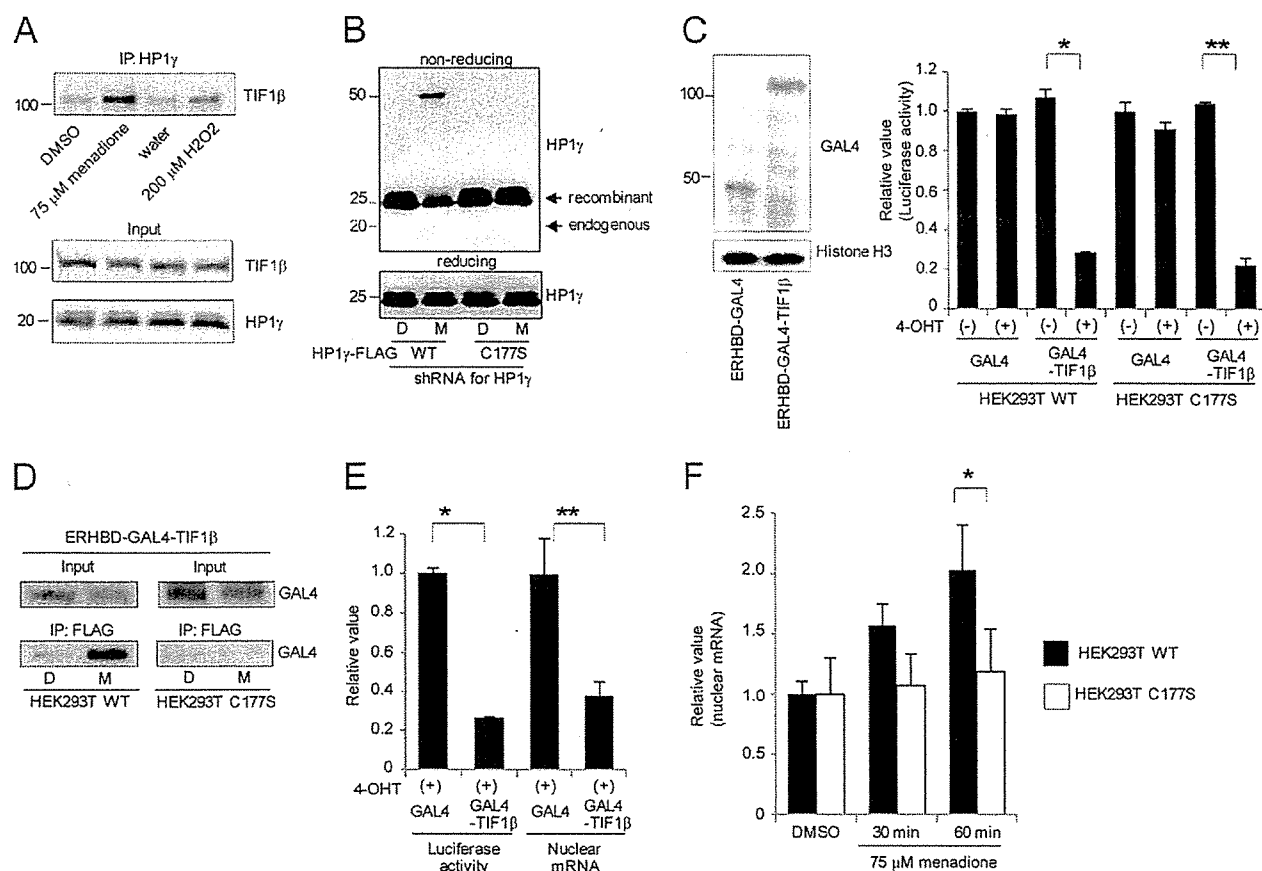 A
IP: HP1γ
100
TIF1β
DMSO
75 μM menadione
water
200 μM H2O2
Input
100
TIF1β
20
HP1γ
B
non-reducing
50
HP1γ
25
recombinant
20
endogenous
reducing
25
HP1γ
D M D M
HP1γ-FLAG WT C177S
shRNA for HP1γ
C
100
GAL4
50
Histone H3
ERHBD-GAL4
ERHBD-GAL4-TIF1β
* **
Relative value
(Luciferase activity)
1.2
1.0
0.8
0.6
0.4
0.2
0
4-OHT (-) (+) (-) (+) (-) (+) (-) (+)
GAL4 GAL4 -TIF1β GAL4 GAL4 -TIF1β
HEK293T WT HEK293T C177S
D
ERHBD-GAL4-TIF1β
Input Input
GAL4
IP: FLAG IP: FLAG
GAL4
D M D M
HEK293T WT HEK293T C177S
E
* **
Relative value
1.2
1.0
0.8
0.6
0.4
0.2
0
4-OHT (+) (+) (+) (+)
GAL4 GAL4 -TIF1β GAL4 GAL4 -TIF1β
Luciferase activity Nuclear mRNA
F
*
Relative value
(nuclear mRNA)
2.5
2.0
1.5
1.0
0.5
0
DMSO 30 min 60 min
75 μM menadione
HEK293T WT
HEK293T C177S